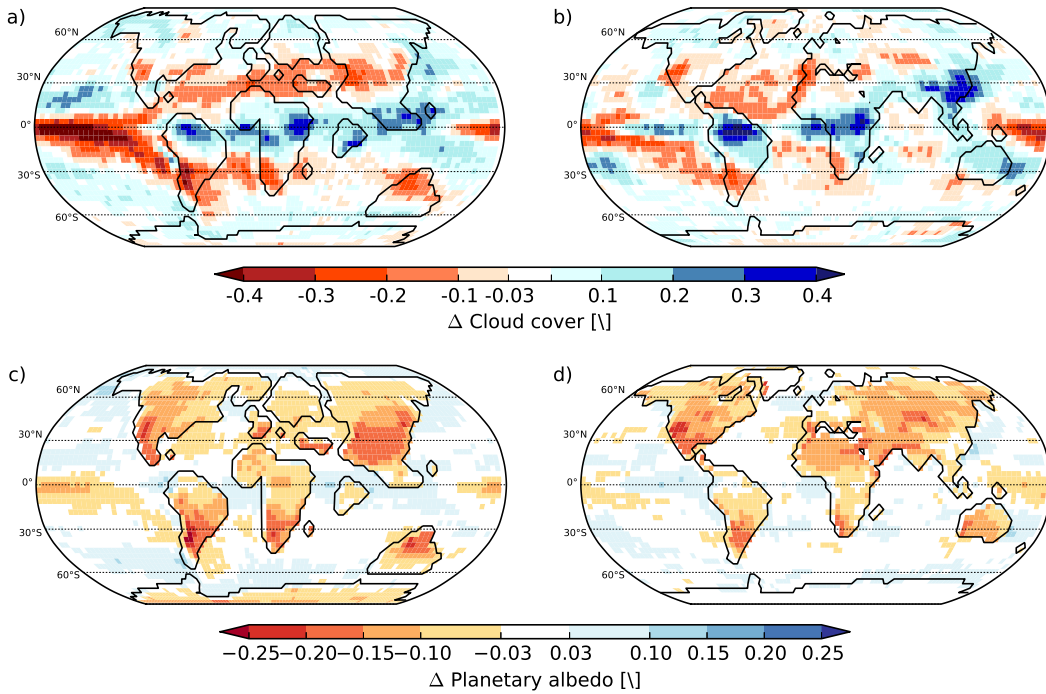 a)
b)
60°N
60°N
30°N
30°N
0°
0°
30°S
30°S
60°S
60°S
-0.4 -0.3 -0.2 -0.1 -0.03 0.1 0.2 0.3 0.4
Δ Cloud cover [\]
c)
d)
60°N
60°N
30°N
30°N
0°
0°
30°S
30°S
60°S
60°S
−0.25 −0.20 −0.15 −0.10 −0.03 0.03 0.10 0.15 0.20 0.25
Δ Planetary albedo [\]